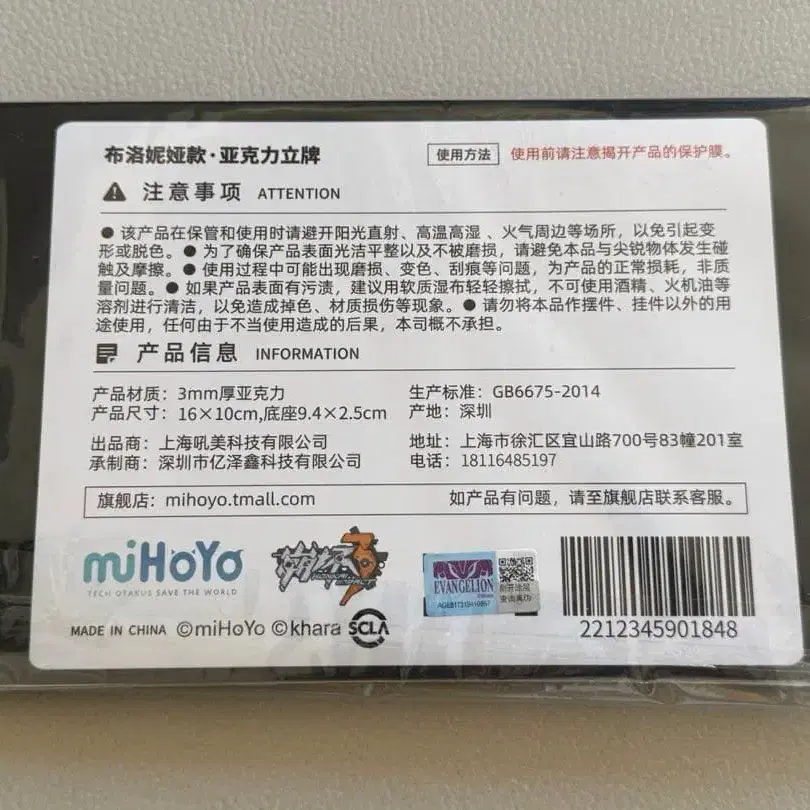 布洛妮娅款·亚克力立牌
使用方法 使用前请注意揭开产品的保护膜。
注意事项 ATTENTION
● 该产品在保管和使用时请避开阳光直射、高温高湿 、火气周边等场所，以免引起变
形或脱色。● 为了确保产品表面光洁平整以及不被磨损，请避免本品与尖锐物体发生碰
触及摩擦。● 使用过程中可能出现磨损、变色、刮痕等问题，为产品的正常损耗，非质
量问题。● 如果产品表面有污渍，建议用软质湿布轻轻擦拭，不可使用酒精、火机油等
溶剂进行清洁，以免造成掉色、材质损伤等现象。● 请勿将本品作摆件、挂件以外的用
途使用，任何由于不当使用造成的后果，本司概不承担。
产品信息 INFORMATION
产品材质：3mm厚亚克力
产品尺寸：16×10cm,底座9.4×2.5cm
生产标准：GB6675-2014
产地：深圳
出品商：上海吼美科技有限公司
承制商：深圳市亿泽鑫科技有限公司
地址：上海市徐汇区宜山路700号83幢201室
电话：18116485197
旗舰店：mihoyo.tmall.com
如产品有问题，请至旗舰店联系客服。
miHoYo
TECH OTAKUS SAVE THE WORLD
崩坏3
HONKAI IMPACT
EVANGELION
刮开涂层
查询真伪
MADE IN CHINA ©miHoYo ©khara SCLA
2212345901848